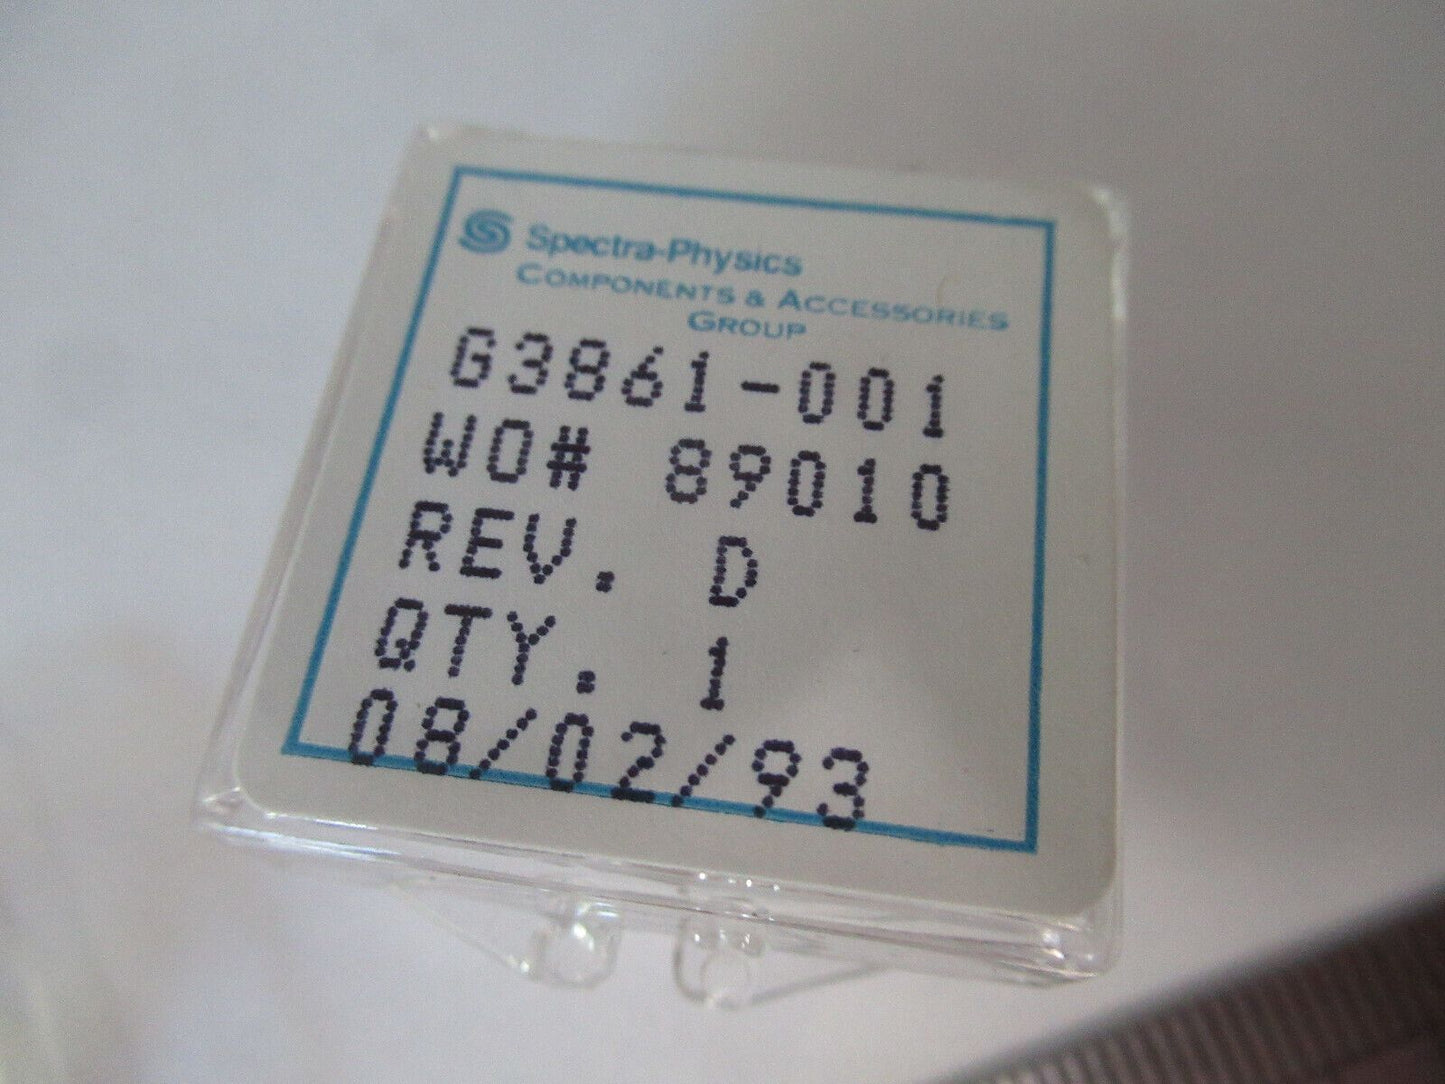 Spectra-Physics
COMPONENTS & ACCESSORIES
GROUP
G3861-001
WO# 89010
REV. D
QTY. 1
08/02/93